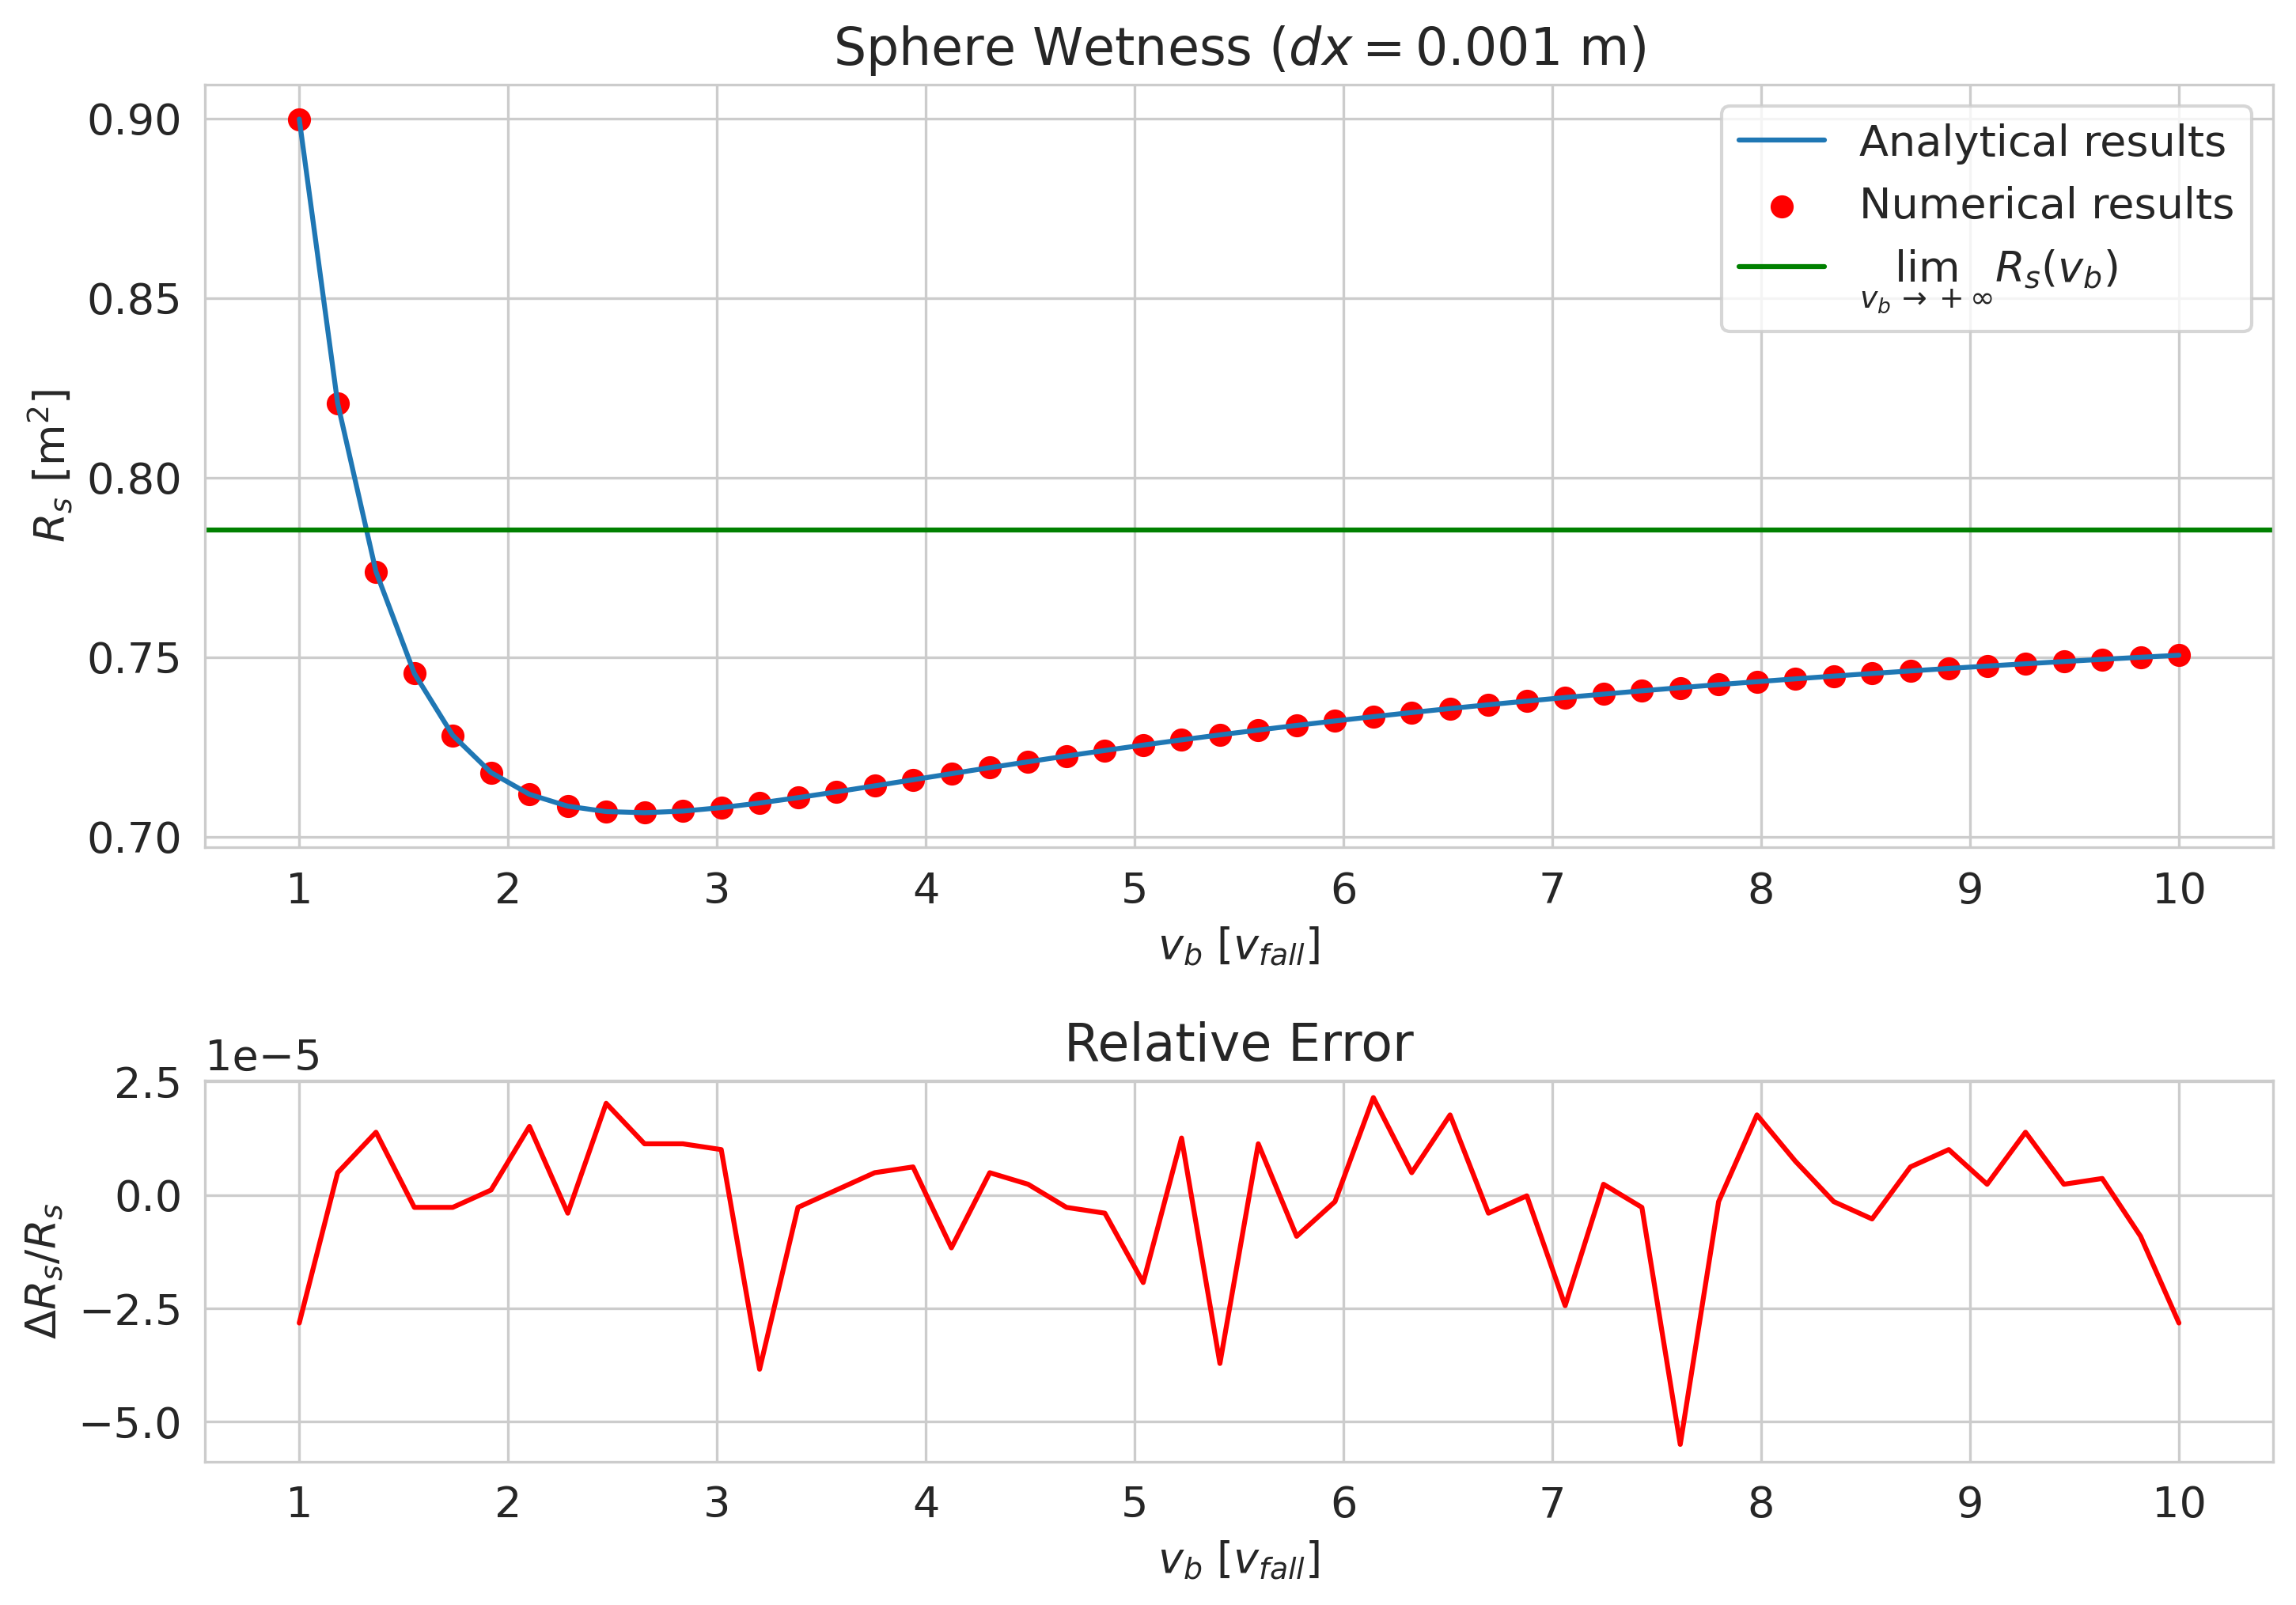 Sphere Wetness (dx = 0.001 m)
0.90
0.85
0.80
0.75
0.70
R_s [m²]
Analytical results
Numerical results
lim R_s(v_b)
v_b → +∞
1 2 3 4 5 6 7 8 9 10
v_b [v_fall]
Relative Error
1e−5
2.5
0.0
−2.5
−5.0
ΔR_s/R_s
1 2 3 4 5 6 7 8 9 10
v_b [v_fall]